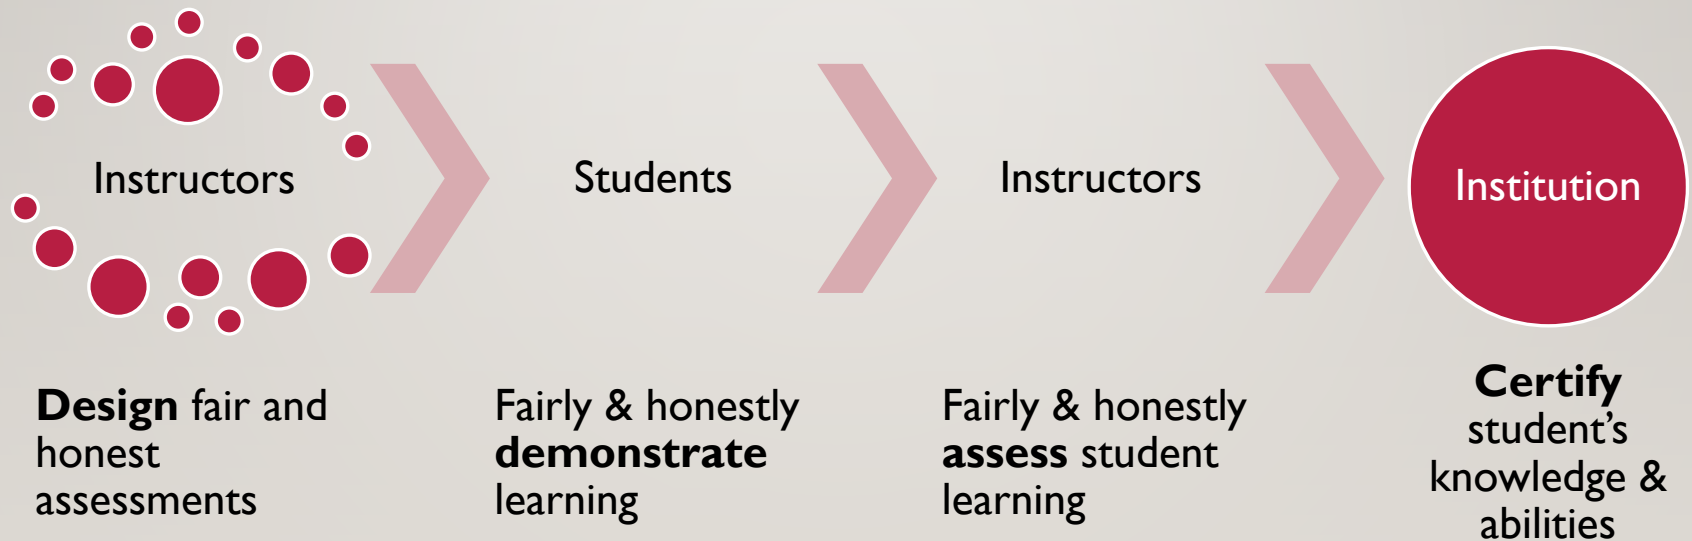 Instructors
Students
Instructors
Institution
Design fair and
honest
assessments
Fairly & honestly
demonstrate
learning
Fairly & honestly
assess student
learning
Certify
student's
knowledge &
abilities